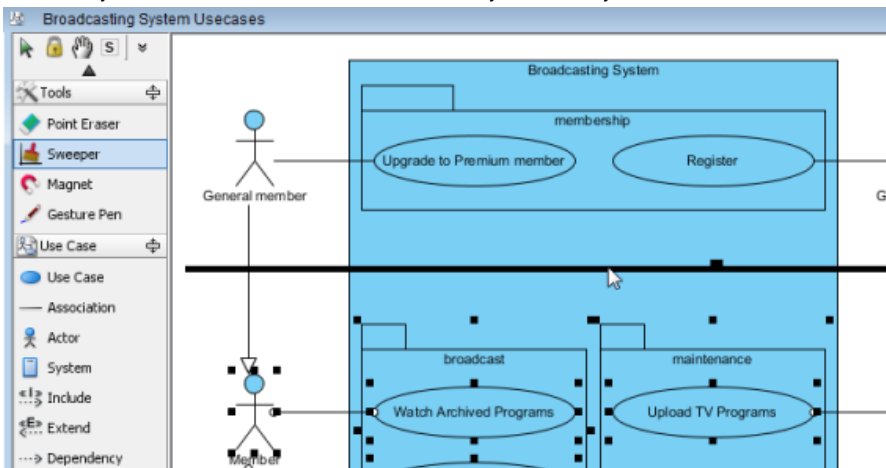 Broadcasting System Usecases
S
Tools
Point Eraser
Sweeper
Magnet
Gesture Pen
Use Case
Use Case
Association
Actor
System
Include
Extend
Dependency
Broadcasting System
membership
Upgrade to Premium member
Register
General member
G
broadcast
maintenance
Watch Archived Programs
Upload TV Programs
Member